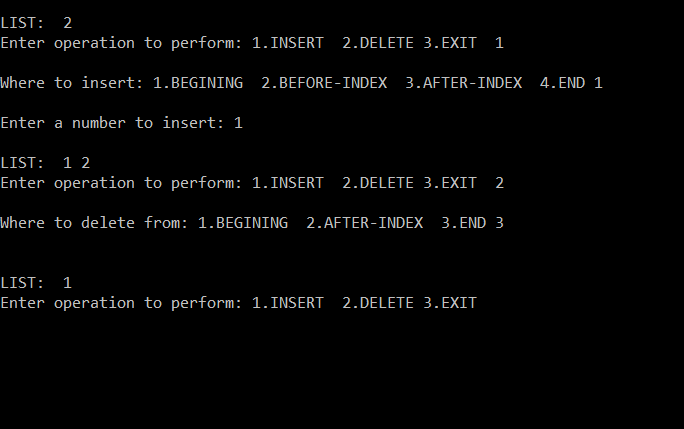 LIST:  2
Enter operation to perform: 1.INSERT  2.DELETE 3.EXIT  1
Where to insert: 1.BEGINING  2.BEFORE-INDEX  3.AFTER-INDEX  4.END 1
Enter a number to insert: 1
LIST:  1 2
Enter operation to perform: 1.INSERT  2.DELETE 3.EXIT  2
Where to delete from: 1.BEGINING  2.AFTER-INDEX  3.END 3
LIST:  1
Enter operation to perform: 1.INSERT  2.DELETE 3.EXIT